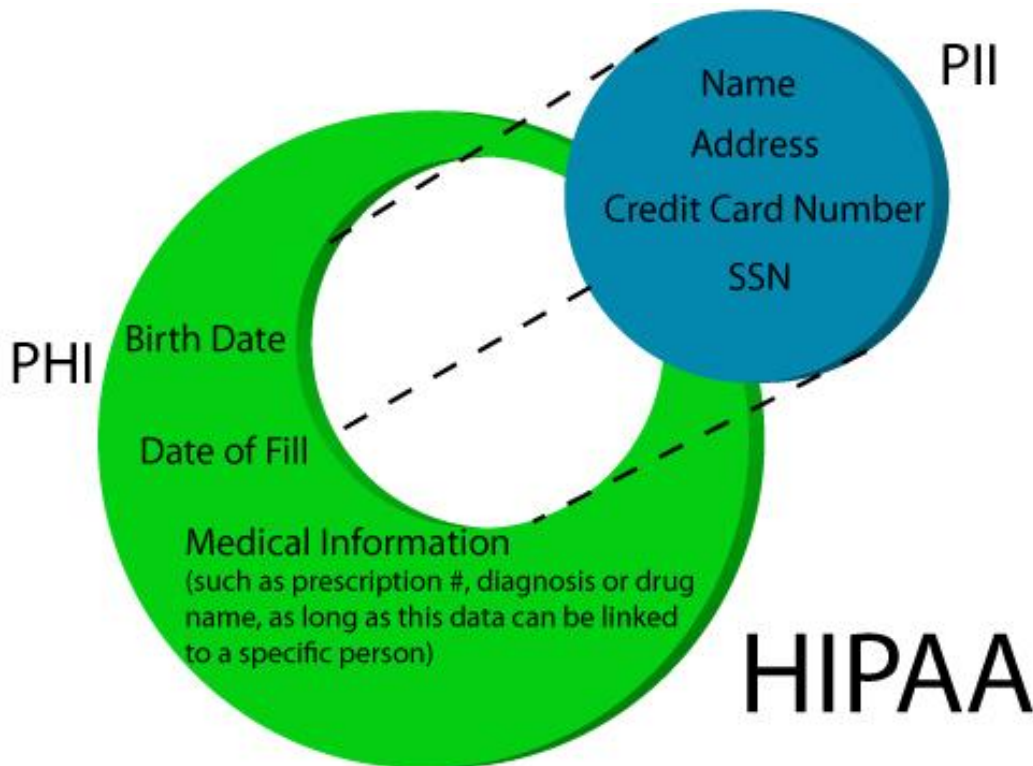 PII
Name
Address
Credit Card Number
SSN
PHI
Birth Date
Date of Fill
Medical Information
(such as prescription #, diagnosis or drug
name, as long as this data can be linked
to a specific person)
HIPAA